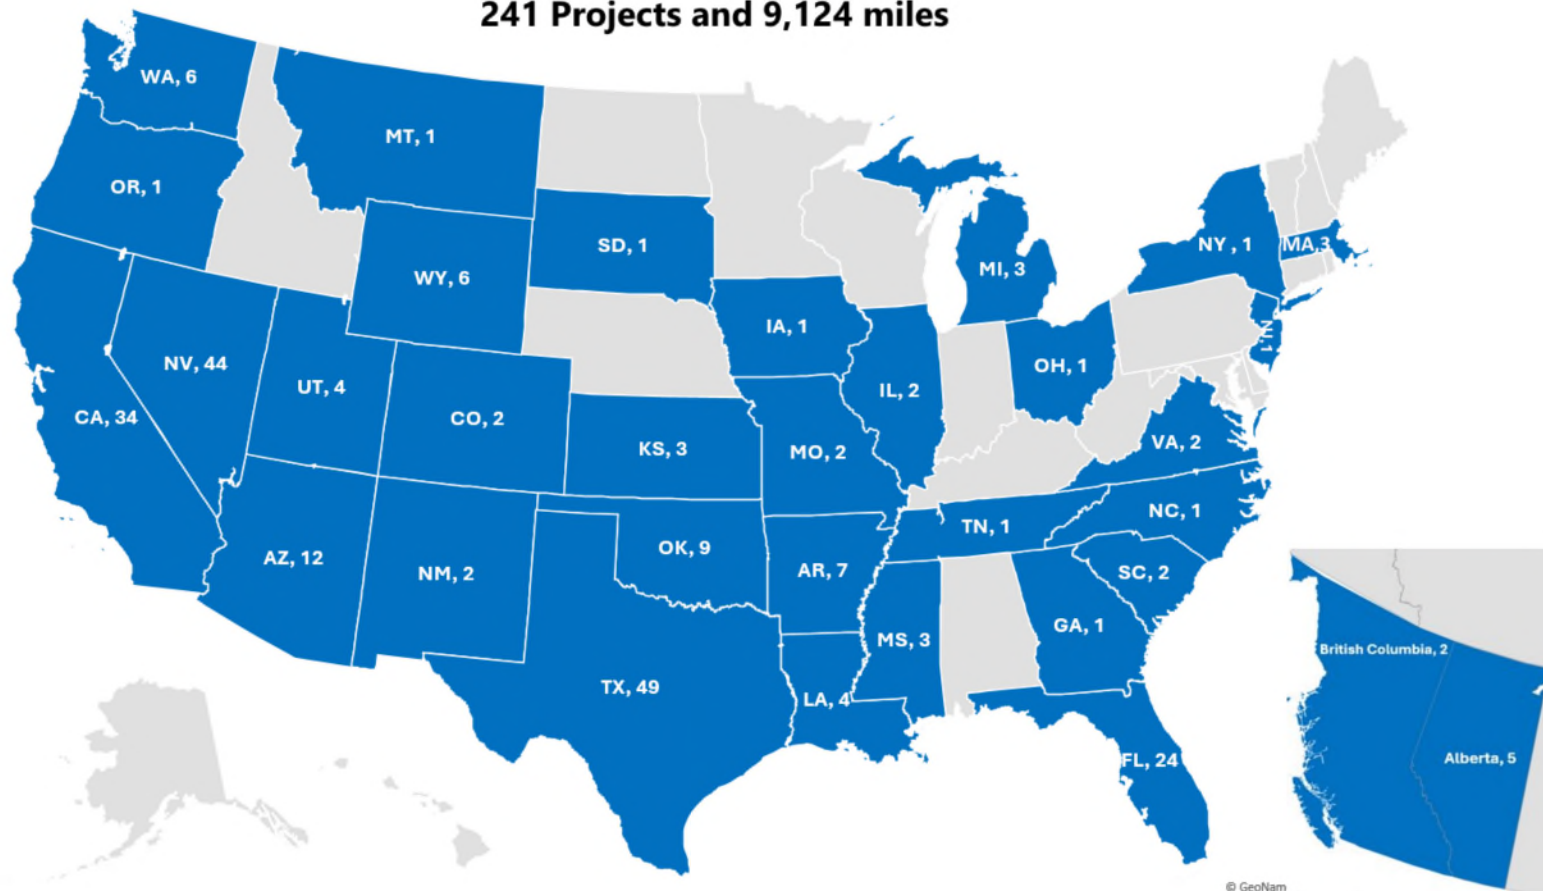 241 Projects and 9,124 miles
WA, 6
MT, 1
OR, 1
SD, 1
NY , 1
MA,3
WY, 6
MI, 3
IA, 1
NJ, 1
NV, 44
OH, 1
UT, 4
IL, 2
CA, 34
CO, 2
KS, 3
MO, 2
VA, 2
NC, 1
TN, 1
AZ, 12
NM, 2
OK, 9
AR, 7
SC, 2
MS, 3
GA, 1
British Columbia, 2
TX, 49
LA, 4
FL, 24
Alberta, 5
© GeoNam